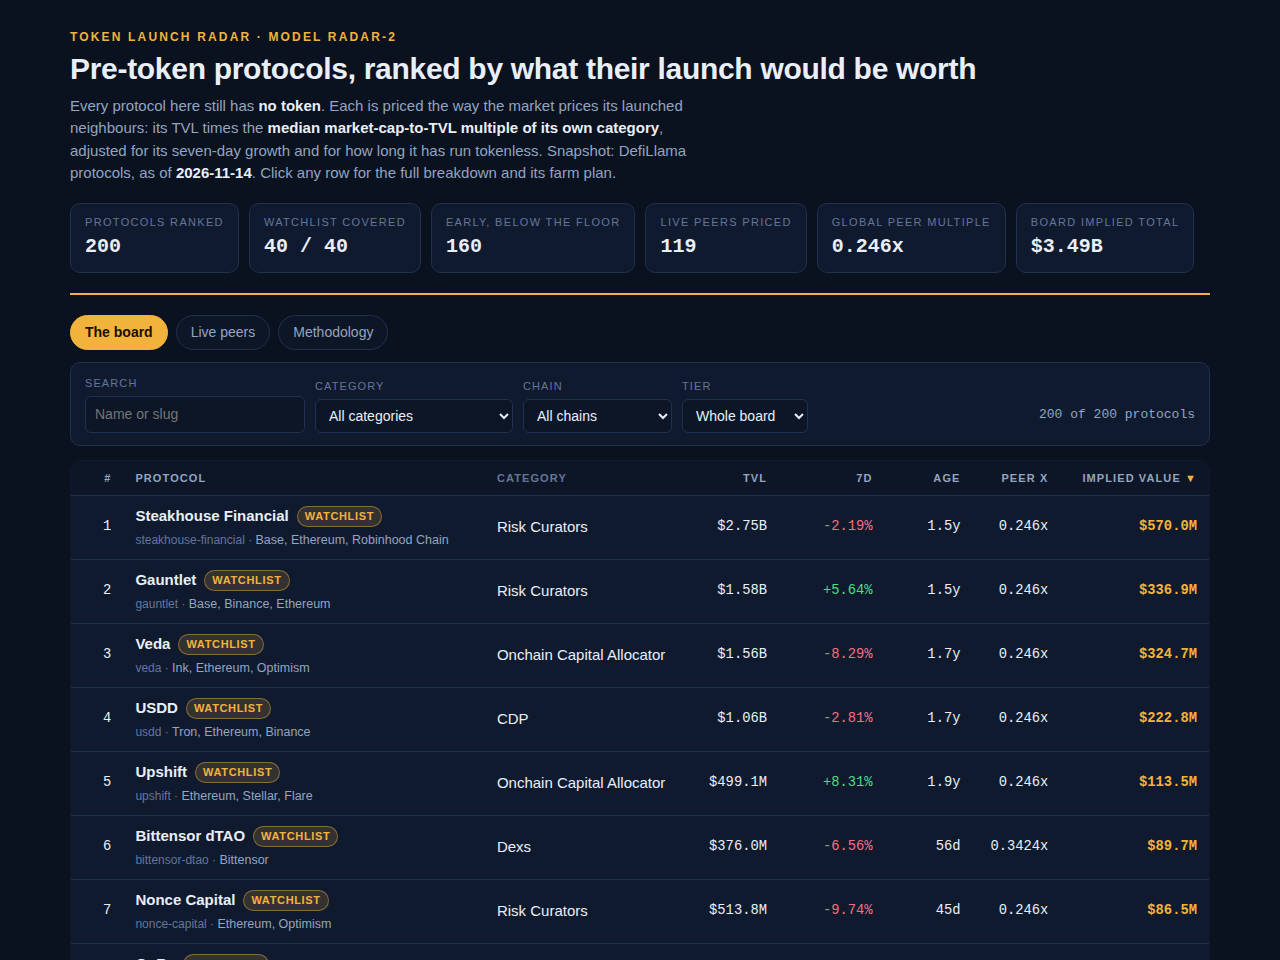 TOKEN LAUNCH RADAR · MODEL RADAR-2
Pre-token protocols, ranked by what their launch would be worth
Every protocol here still has no token. Each is priced the way the market prices its launched
neighbours: its TVL times the median market-cap-to-TVL multiple of its own category,
adjusted for its seven-day growth and for how long it has run tokenless. Snapshot: DefiLlama
protocols, as of 2026-11-14. Click any row for the full breakdown and its farm plan.
PROTOCOLS RANKED
200
WATCHLIST COVERED
40 / 40
EARLY, BELOW THE FLOOR
160
LIVE PEERS PRICED
119
GLOBAL PEER MULTIPLE
0.246x
BOARD IMPLIED TOTAL
$3.49B
The board
Live peers
Methodology
SEARCH
Name or slug
CATEGORY
All categories
CHAIN
All chains
TIER
Whole board
200 of 200 protocols
# PROTOCOL CATEGORY TVL 7D AGE PEER X IMPLIED VALUE ▼
1 Steakhouse Financial WATCHLIST Risk Curators $2.75B -2.19% 1.5y 0.246x $570.0M
steakhouse-financial · Base, Ethereum, Robinhood Chain
2 Gauntlet WATCHLIST Risk Curators $1.58B +5.64% 1.5y 0.246x $336.9M
gauntlet · Base, Binance, Ethereum
3 Veda WATCHLIST Onchain Capital Allocator $1.56B -8.29% 1.7y 0.246x $324.7M
veda · Ink, Ethereum, Optimism
4 USDD WATCHLIST CDP $1.06B -2.81% 1.7y 0.246x $222.8M
usdd · Tron, Ethereum, Binance
5 Upshift WATCHLIST Onchain Capital Allocator $499.1M +8.31% 1.9y 0.246x $113.5M
upshift · Ethereum, Stellar, Flare
6 Bittensor dTAO WATCHLIST Dexs $376.0M -6.56% 56d 0.3424x $89.7M
bittensor-dtao · Bittensor
7 Nonce Capital WATCHLIST Risk Curators $513.8M -9.74% 45d 0.246x $86.5M
nonce-capital · Ethereum, Optimism